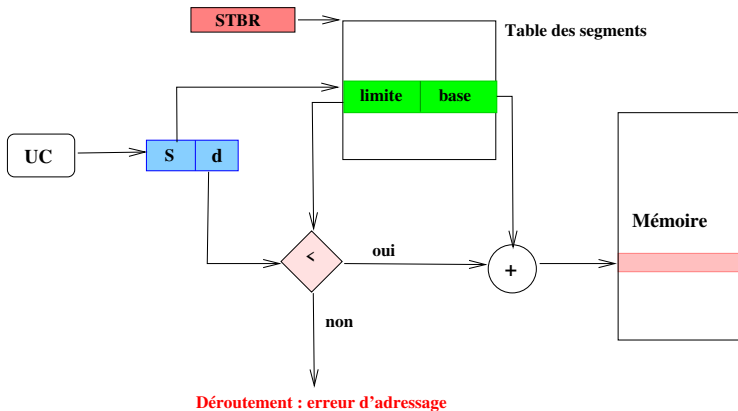 STBR
Table des segments
limite
base
UC
S
d
Mémoire
<
oui
+
non
Déroutement : erreur d'adressage